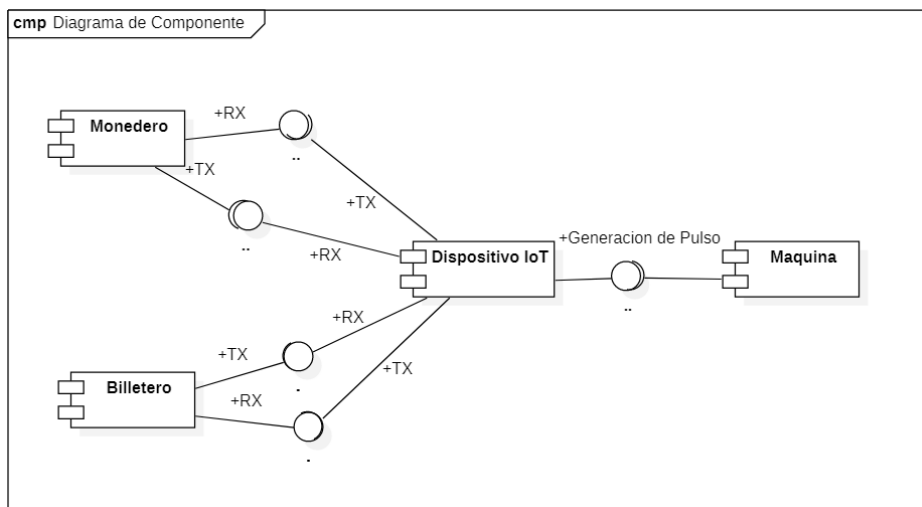 cmp Diagrama de Componente
+RX
Monedero
..
+TX
+TX
..
+RX
+Generacion de Pulso
Dispositivo IoT
Maquina
..
+RX
+TX
+TX
.
Billetero
+RX
.